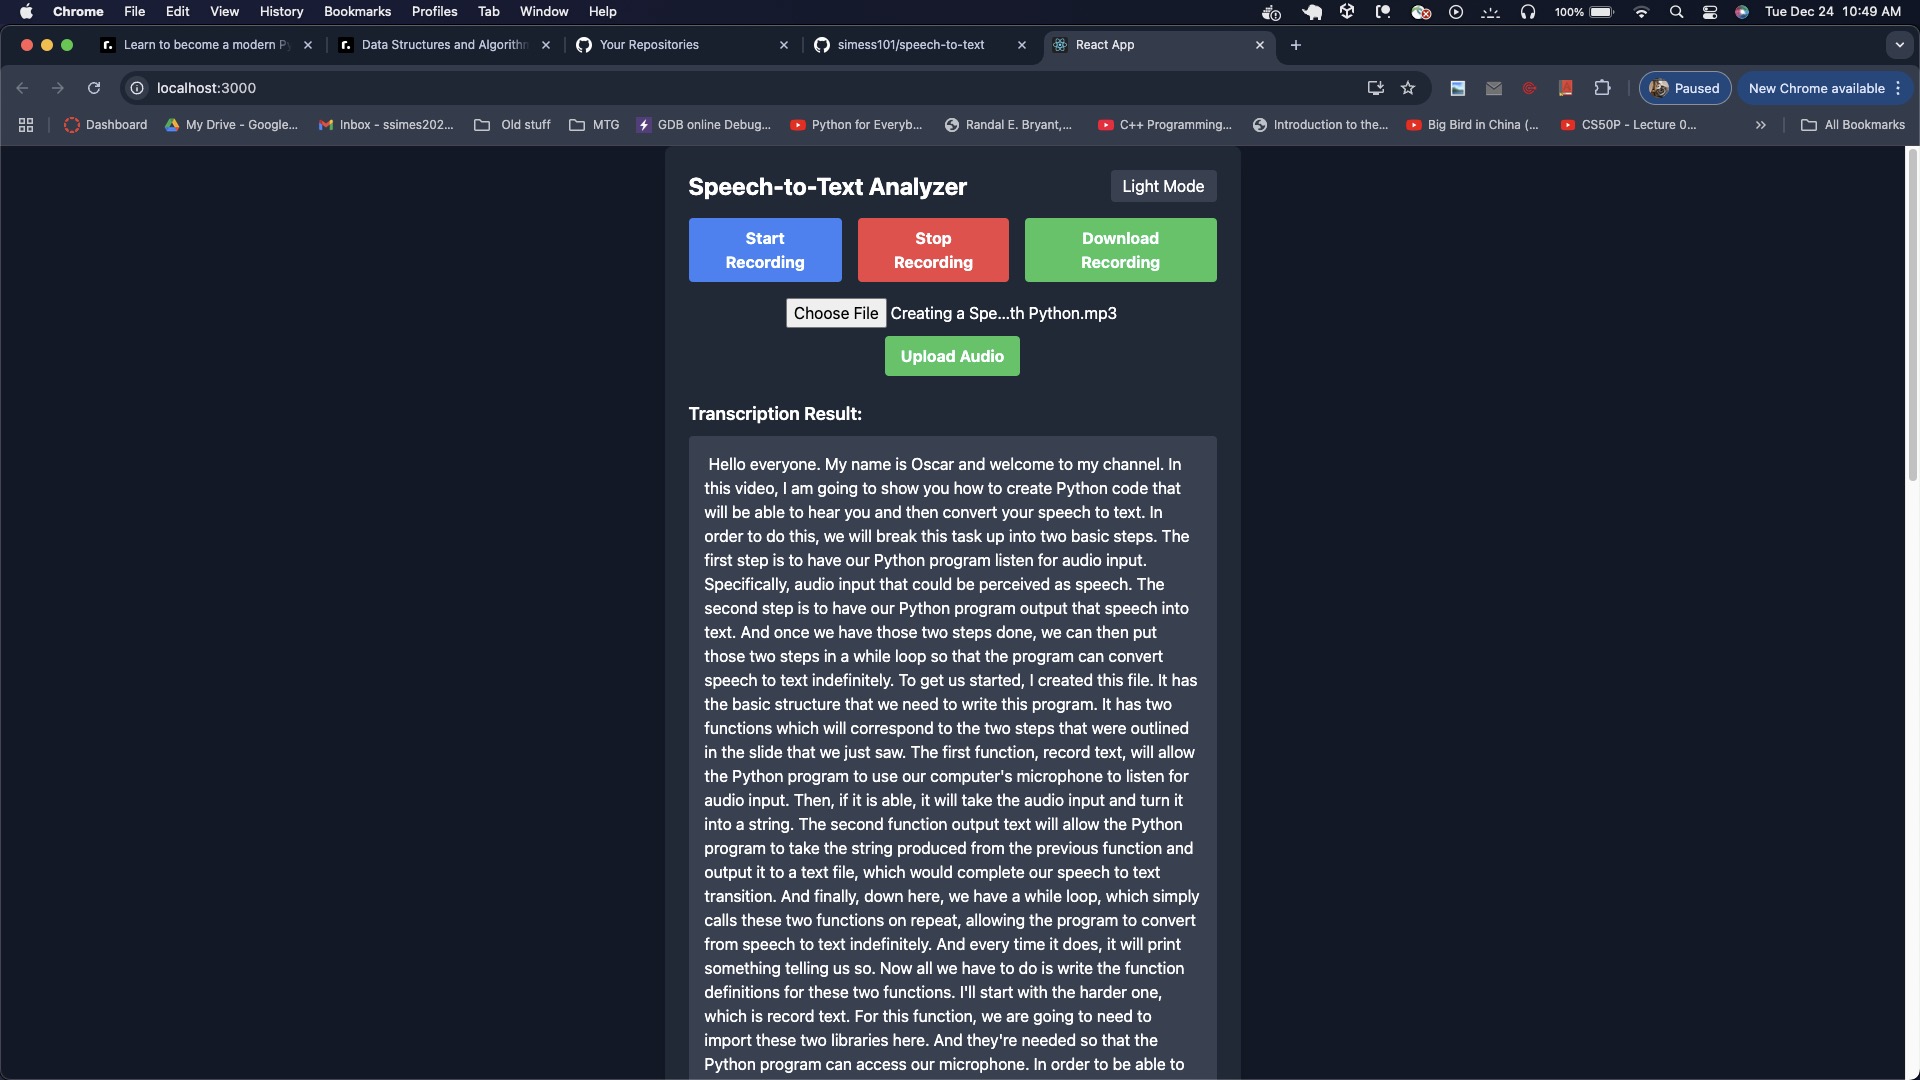 Chrome File Edit View History Bookmarks Profiles Tab Window Help 100% Tue Dec 24 10:49 AM
Learn to become a modern Py Data Structures and Algorithm Your Repositories simess101/speech-to-text React App
localhost:3000 Paused New Chrome available
Dashboard My Drive - Google... Inbox - ssimes202... Old stuff MTG GDB online Debug... Python for Everyb... Randal E. Bryant,... C++ Programming... Introduction to the... Big Bird in China (... CS50P - Lecture 0... » All Bookmarks
Speech-to-Text Analyzer Light Mode
Start Recording
Stop Recording
Download Recording
Choose File Creating a Spe...th Python.mp3
Upload Audio
Transcription Result:
Hello everyone. My name is Oscar and welcome to my channel. In
this video, I am going to show you how to create Python code that
will be able to hear you and then convert your speech to text. In
order to do this, we will break this task up into two basic steps. The
first step is to have our Python program listen for audio input.
Specifically, audio input that could be perceived as speech. The
second step is to have our Python program output that speech into
text. And once we have those two steps done, we can then put
those two steps in a while loop so that the program can convert
speech to text indefinitely. To get us started, I created this file. It has
the basic structure that we need to write this program. It has two
functions which will correspond to the two steps that were outlined
in the slide that we just saw. The first function, record text, will allow
the Python program to use our computer's microphone to listen for
audio input. Then, if it is able, it will take the audio input and turn it
into a string. The second function output text will allow the Python
program to take the string produced from the previous function and
output it to a text file, which would complete our speech to text
transition. And finally, down here, we have a while loop, which simply
calls these two functions on repeat, allowing the program to convert
from speech to text indefinitely. And every time it does, it will print
something telling us so. Now all we have to do is write the function
definitions for these two functions. I'll start with the harder one,
which is record text. For this function, we are going to need to
import these two libraries here. And they're needed so that the
Python program can access our microphone. In order to be able to